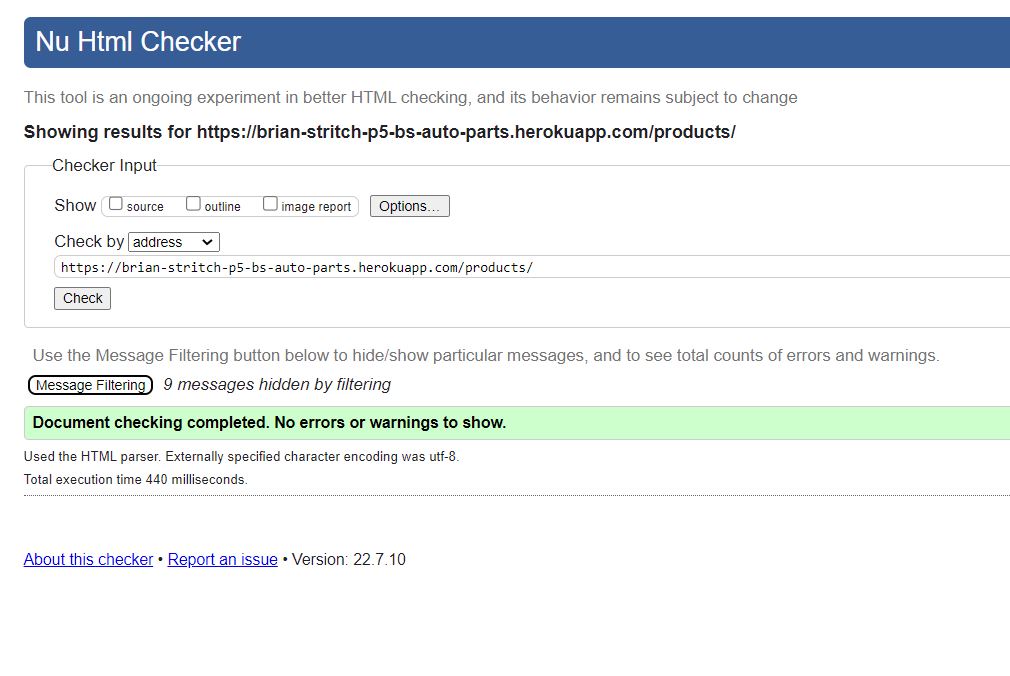 Nu Html Checker
This tool is an ongoing experiment in better HTML checking, and its behavior remains subject to change
Showing results for https://brian-stritch-p5-bs-auto-parts.herokuapp.com/products/
Checker Input
Show source outline image report Options...
Check by address
https://brian-stritch-p5-bs-auto-parts.herokuapp.com/products/
Check
Use the Message Filtering button below to hide/show particular messages, and to see total counts of errors and warnings.
Message Filtering 9 messages hidden by filtering
Document checking completed. No errors or warnings to show.
Used the HTML parser. Externally specified character encoding was utf-8.
Total execution time 440 milliseconds.
About this checker • Report an issue • Version: 22.7.10